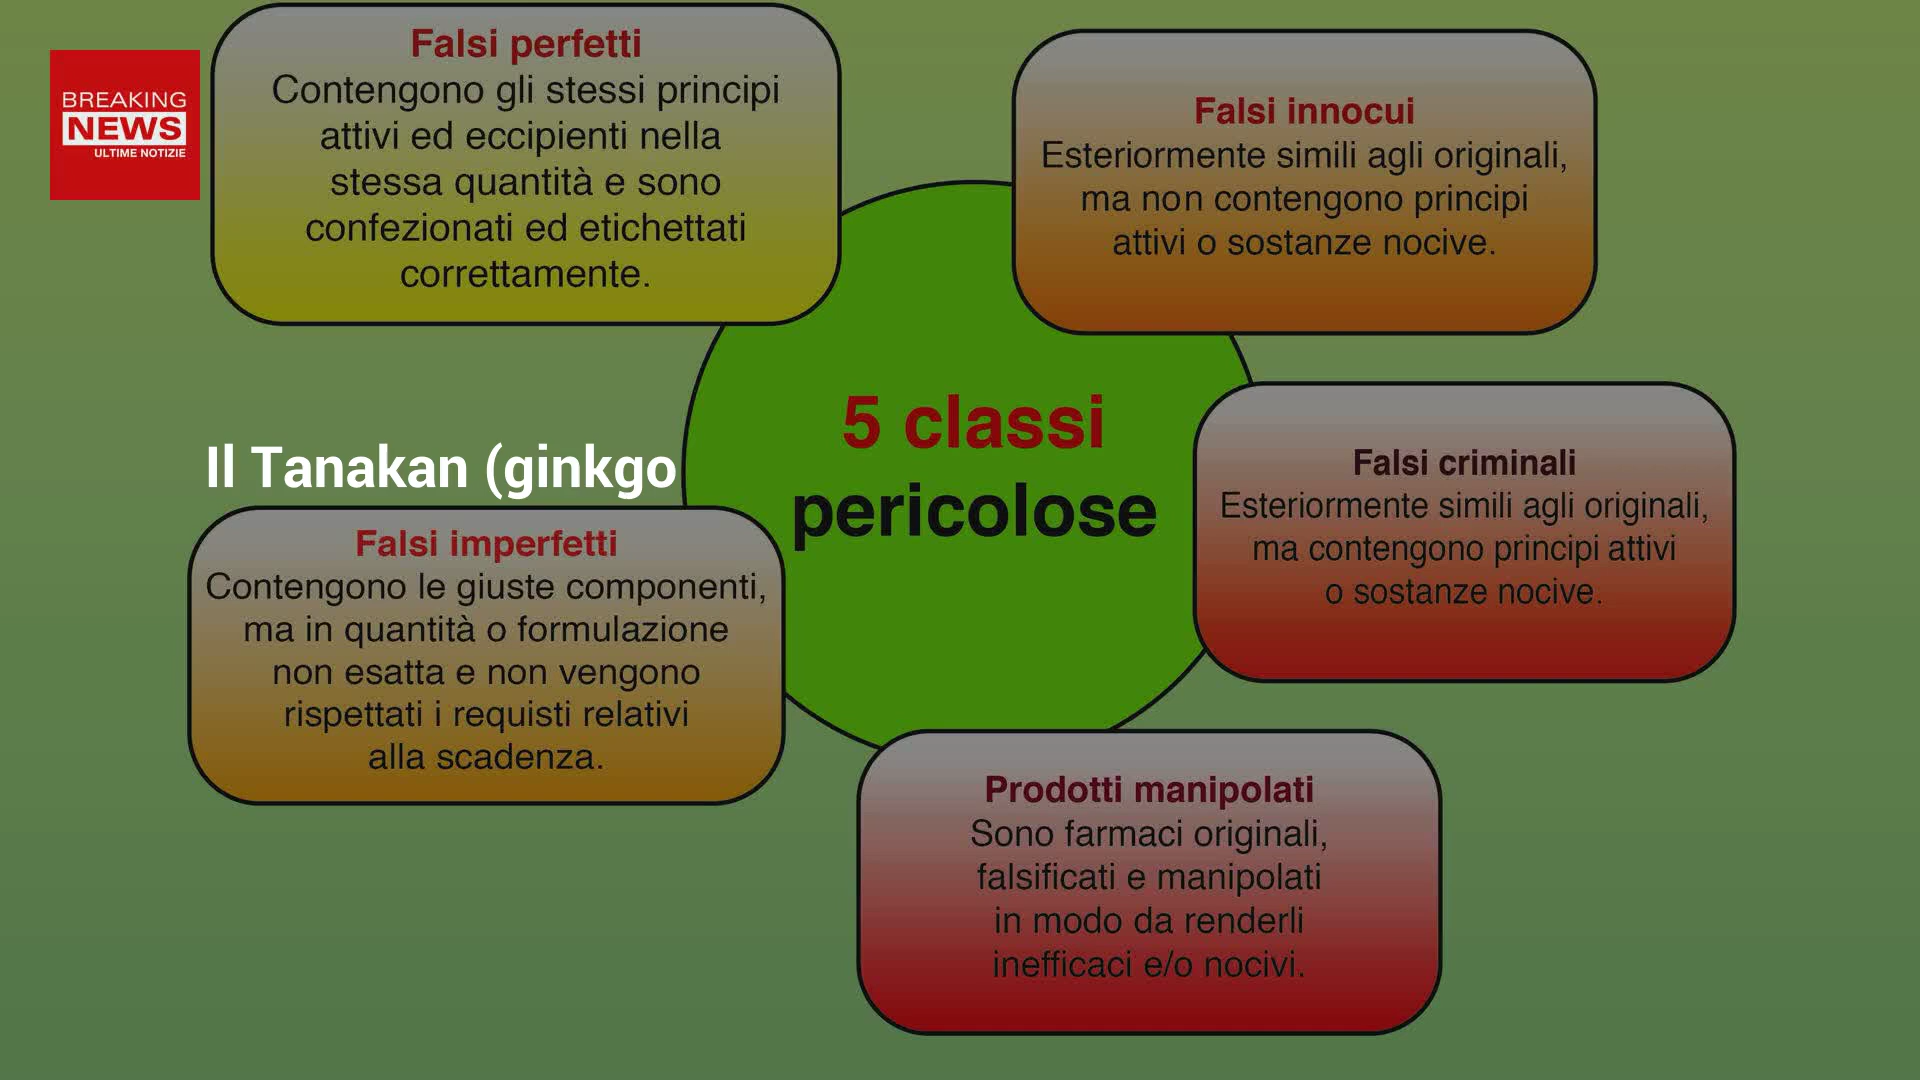 BREAKING
NEWS
ULTIME NOTIZIE
Falsi perfetti
Contengono gli stessi principi
attivi ed eccipienti nella
stessa quantità e sono
confezionati ed etichettati
correttamente.
Falsi innocui
Esteriormente simili agli originali,
ma non contengono principi
attivi o sostanze nocive.
5 classi
pericolose
Il Tanakan (ginkgo
Falsi criminali
Esteriormente simili agli originali,
ma contengono principi attivi
o sostanze nocive.
Falsi imperfetti
Contengono le giuste componenti,
ma in quantità o formulazione
non esatta e non vengono
rispettati i requisti relativi
alla scadenza.
Prodotti manipolati
Sono farmaci originali,
falsificati e manipolati
in modo da renderli
inefficaci e/o nocivi.